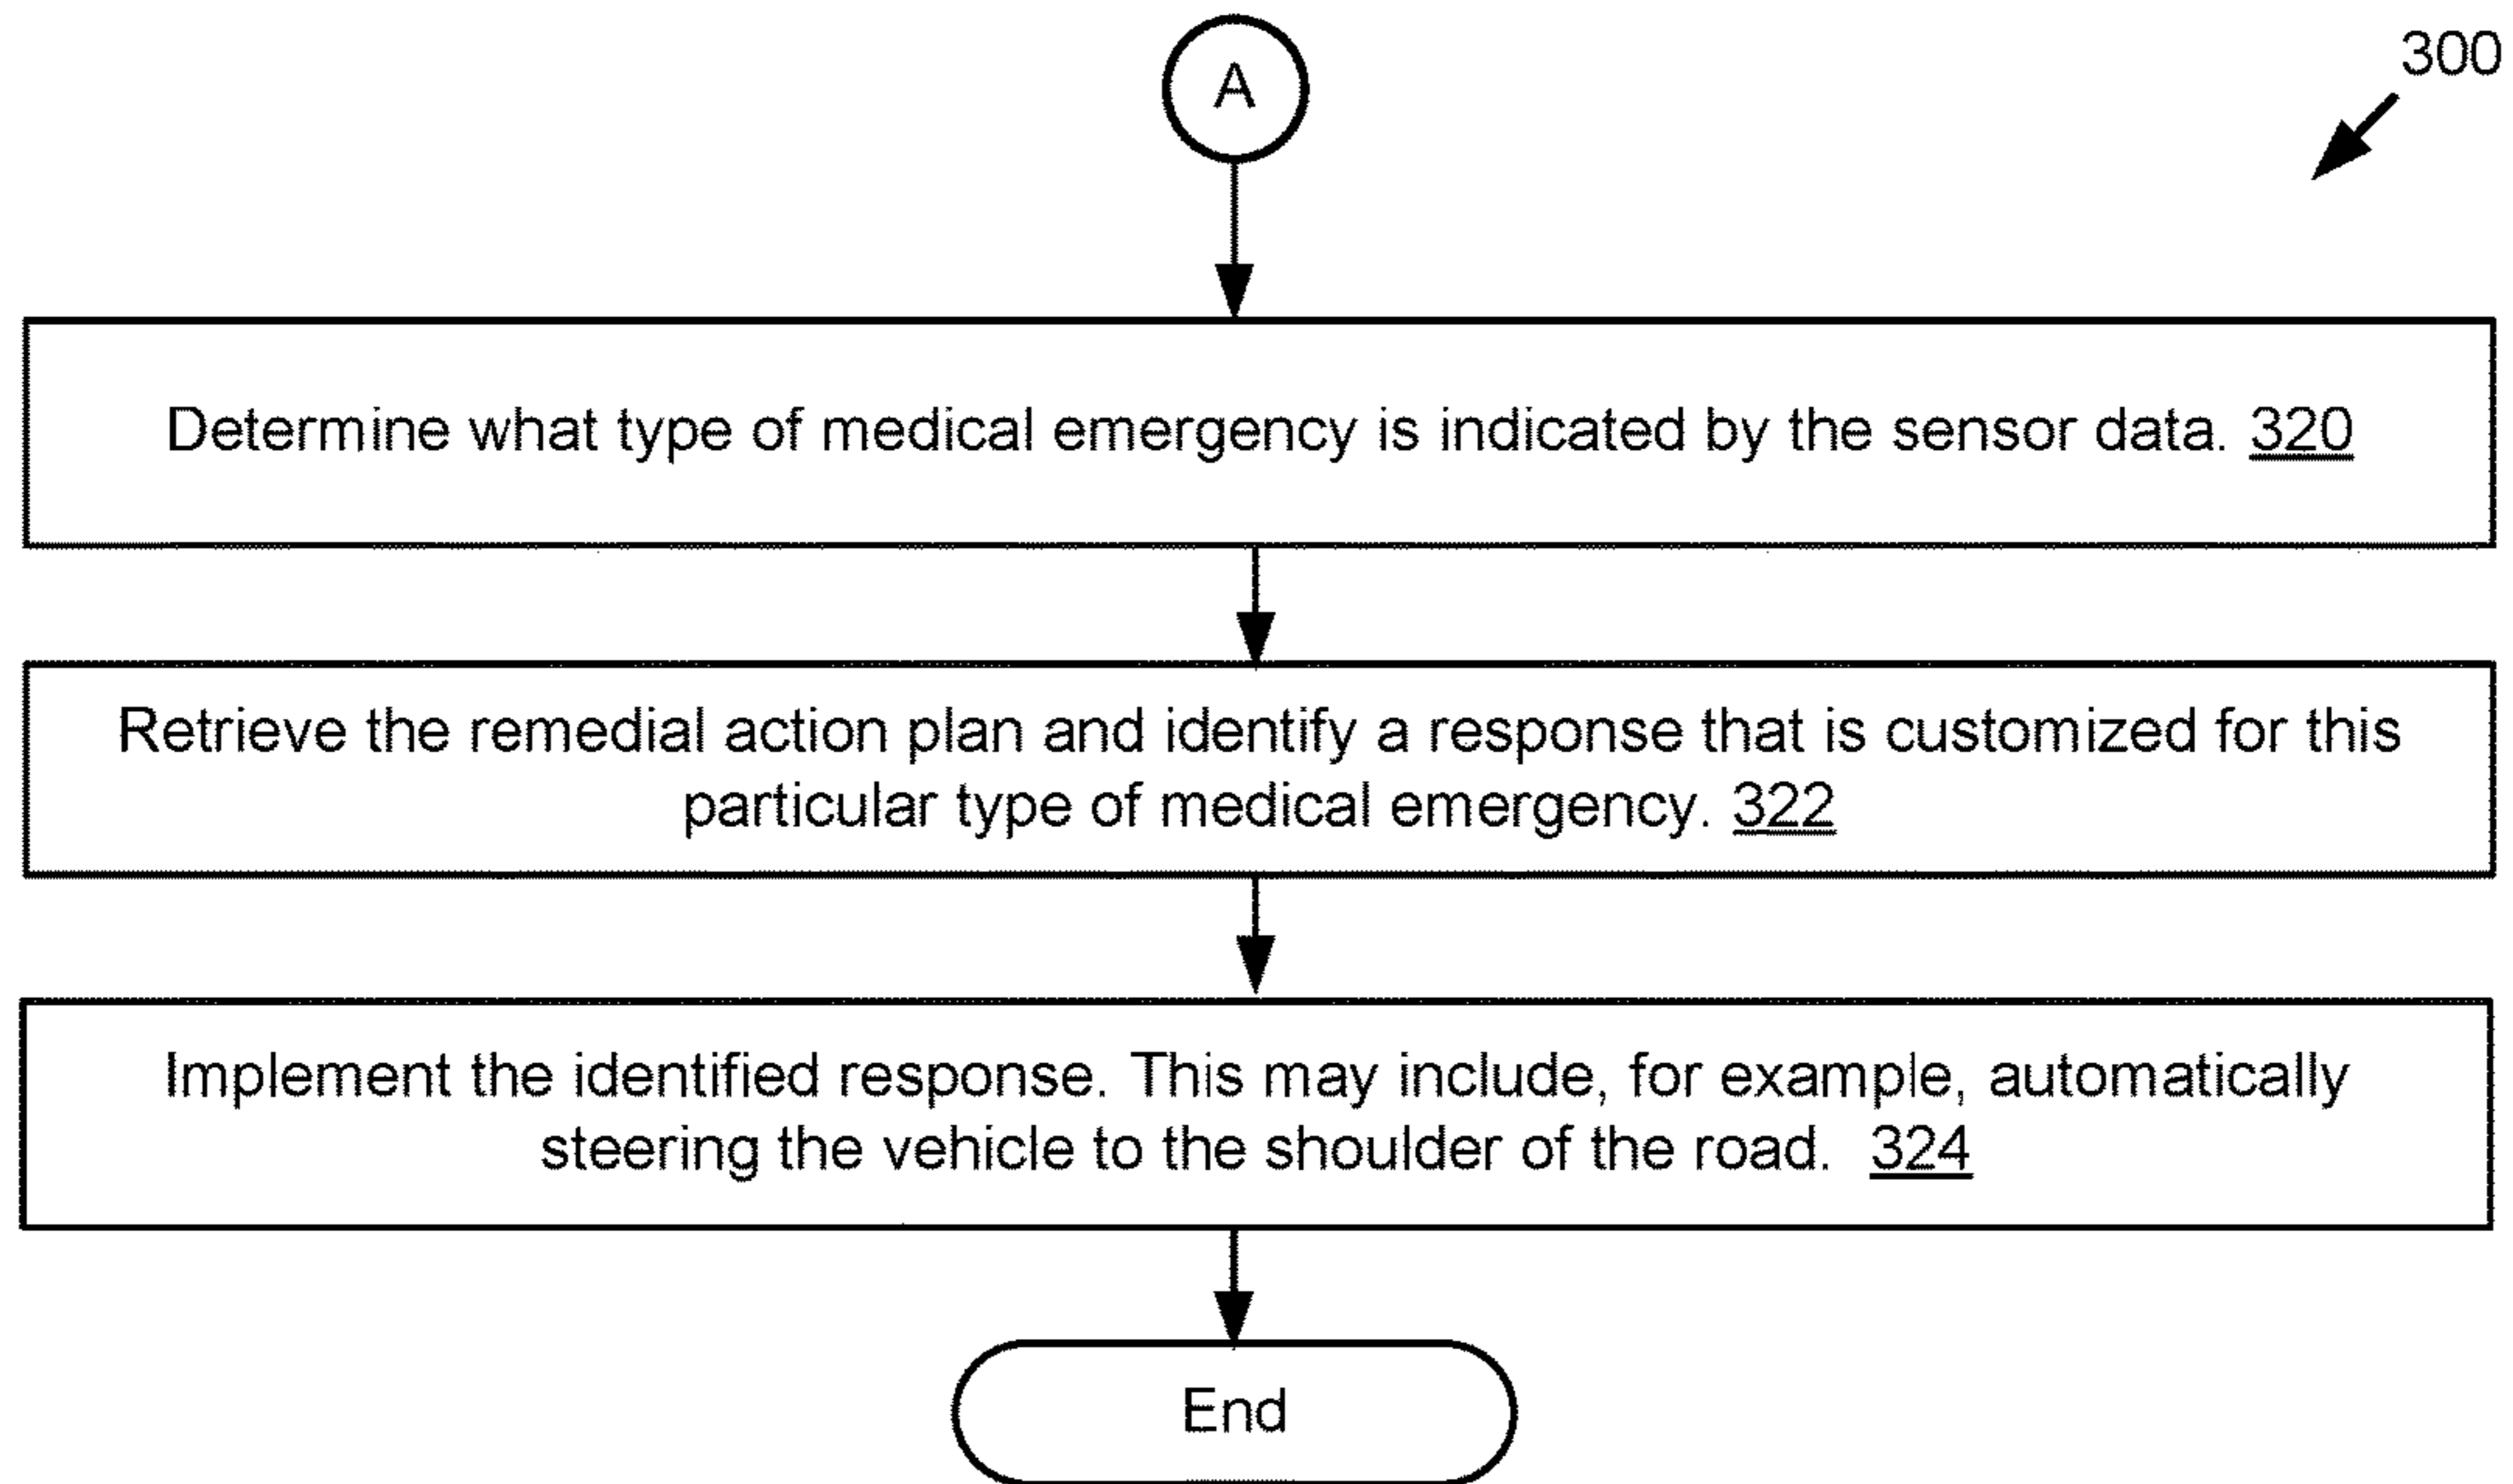 A
300
Determine what type of medical emergency is indicated by the sensor data. 320
Retrieve the remedial action plan and identify a response that is customized for this
particular type of medical emergency. 322
Implement the identified response. This may include, for example, automatically
steering the vehicle to the shoulder of the road. 324
End